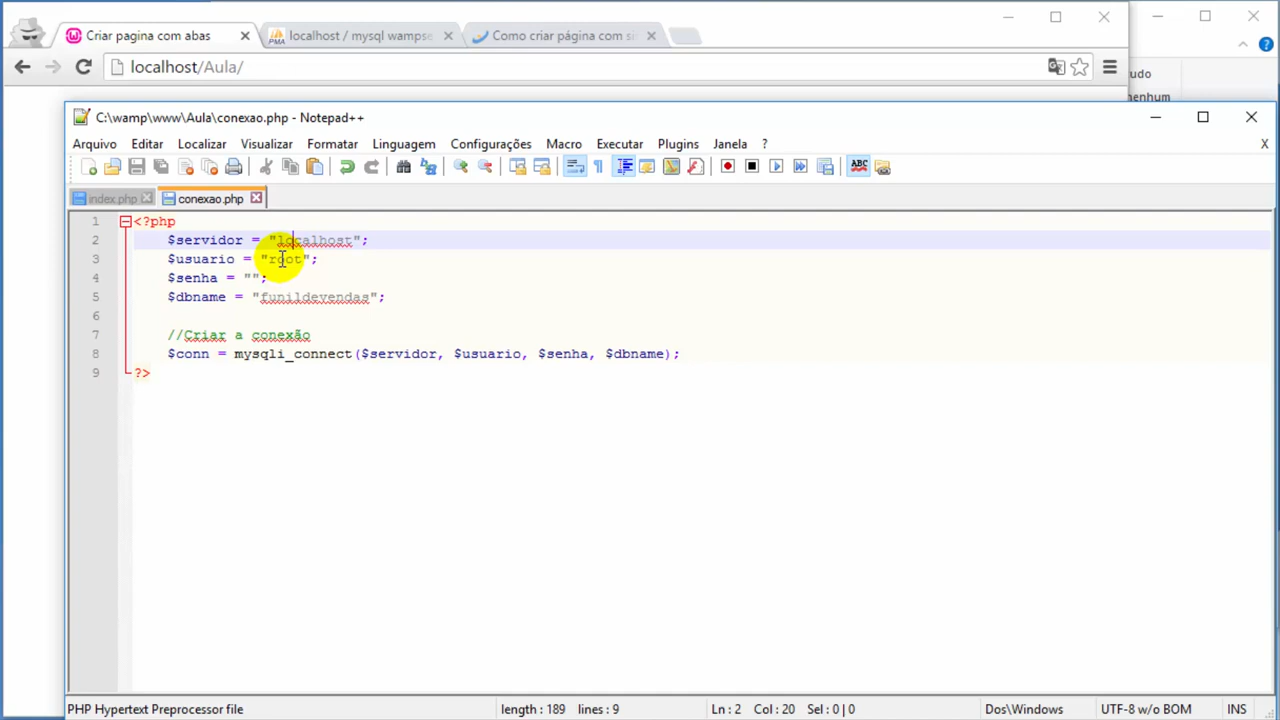 Criar pagina com abas
localhost / mysql wampse
Como criar página com si
localhost/Aula/
udo
nenhum
C:\wamp\www\Aula\conexao.php - Notepad++
Arquivo Editar Localizar Visualizar Formatar Linguagem Configurações Macro Executar Plugins Janela ? X
ABC
index.php conexao.php
1 <?php
2 $servidor = "localhost";
3 $usuario = "root";
4 $senha = "";
5 $dbname = "funildevendas";
6
7 //Criar a conexão
8 $conn = mysqli_connect($servidor, $usuario, $senha, $dbname);
9 ?>
PHP Hypertext Preprocessor file length : 189 lines : 9 Ln : 2 Col : 20 Sel : 0 | 0 Dos\Windows UTF-8 w/o BOM INS